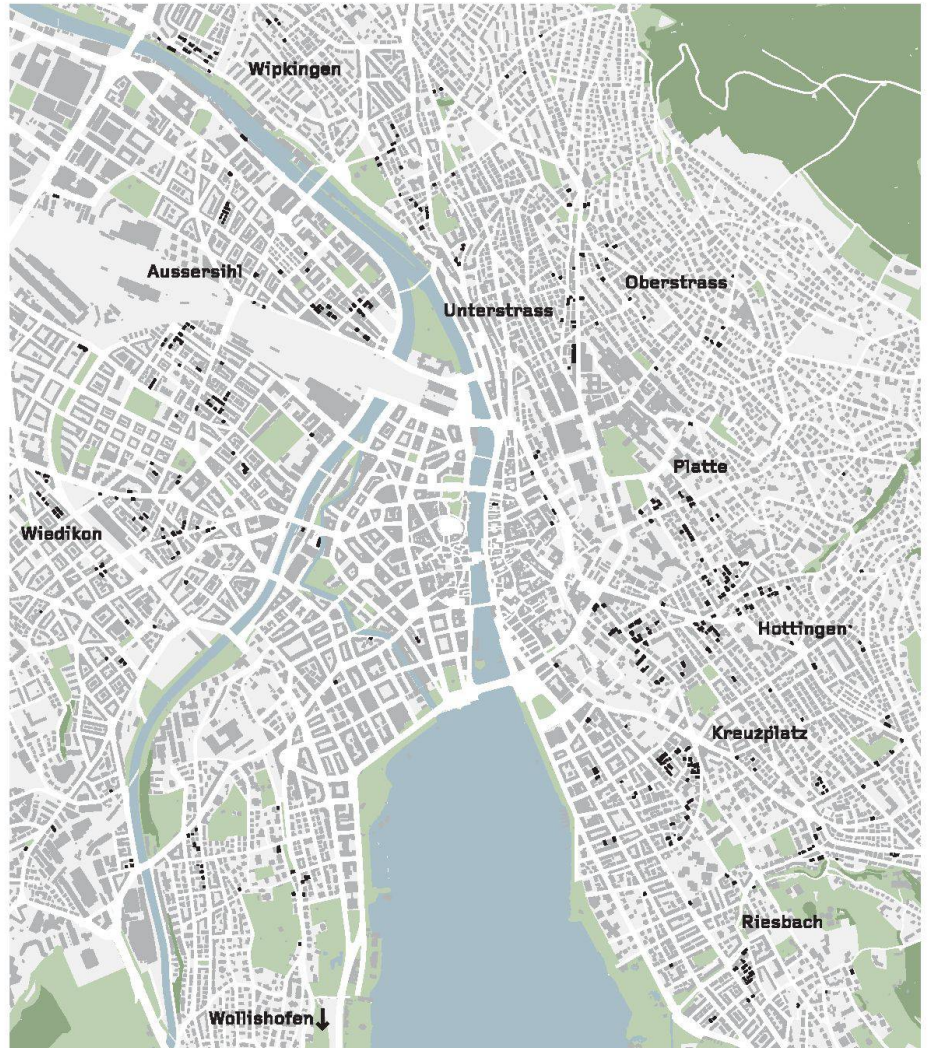 Wipkingen
Aussersihl
Oberstrass
Unterstrass
Platte
Wiedikon
Hottingen
Kreuzplatz
Riesbach
Wollishofen↓